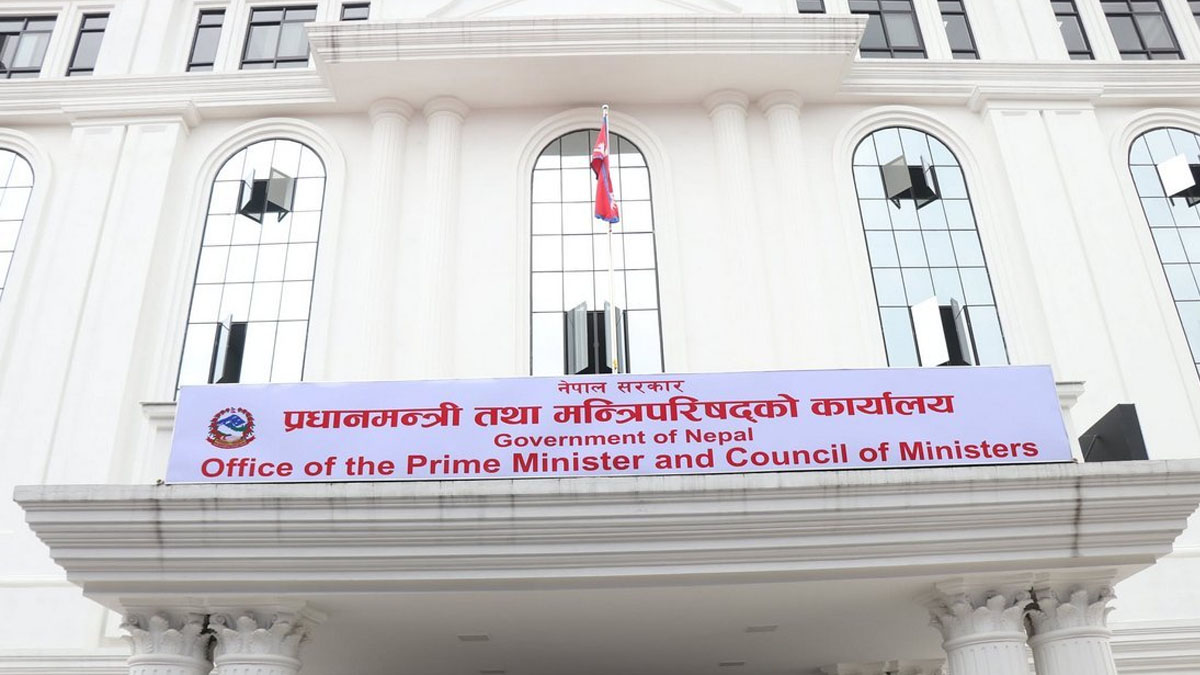 नेपाल सरकार
प्रधानमन्त्री तथा मन्त्रिपरिषद्को कार्यालय
Government of Nepal
Office of the Prime Minister and Council of Ministers